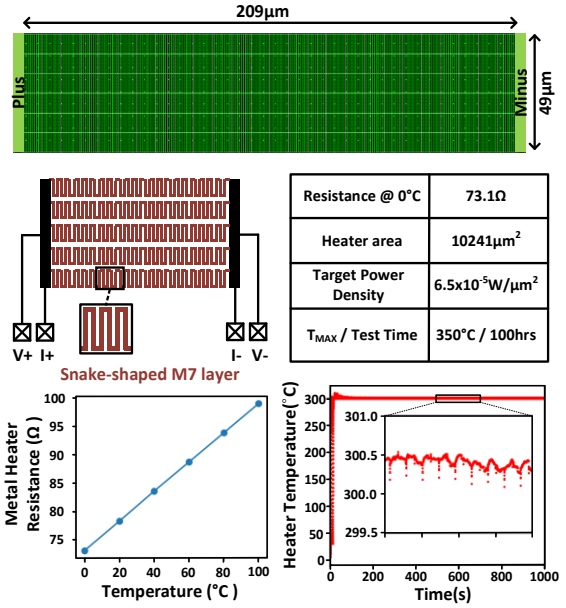 209μm
Plus
Minus
49μm
V+ I+
I- V-
Snake-shaped M7 layer
Resistance @ 0°C 73.1Ω
Heater area 10241μm²
Target Power
Density 6.5x10⁻⁵W/μm²
TMAX / Test Time 350°C / 100hrs
Metal Heater
Resistance (Ω)
100
95
90
85
80
75
0 20 40 60 80 100
Temperature (°C)
Heater Temperature(°C)
300
250
200
150
100
50
0
301.0
300.5
300.0
299.5
0 200 400 600 800 1000
Time(s)